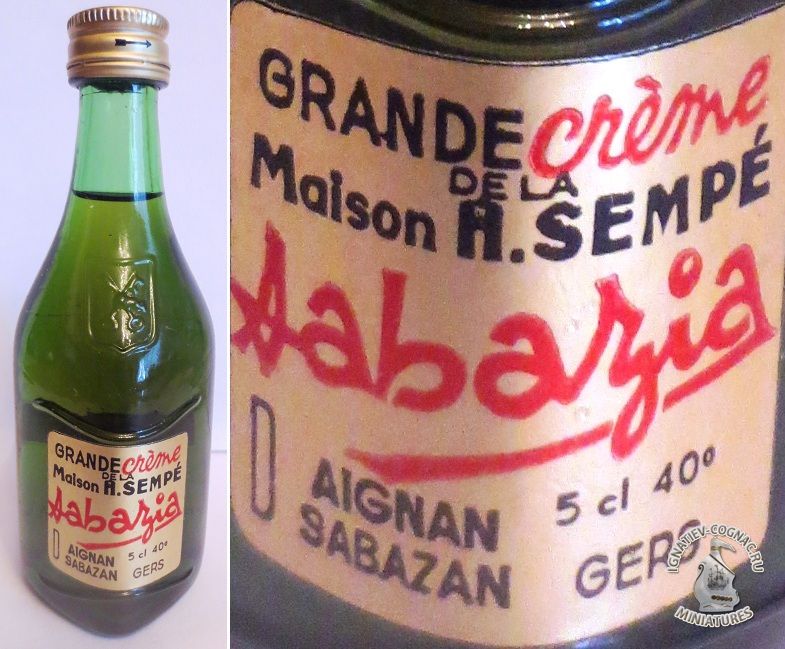 GRANDE crème
DE LA
Maison H. SEMPÉ
Sabazia
AIGNAN 5 cl 40°
SABAZAN GERS
GRANDE crème
DE LA
Maison H. SEMPÉ
Sabazia
AIGNAN 5 cl 40°
SABAZAN GERS
IGNATIEV-COGNAC.RU
MINIATURES